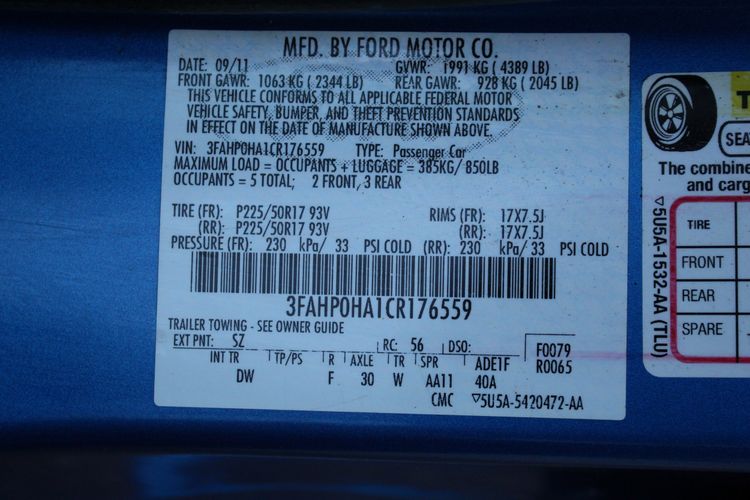 MFD. BY FORD MOTOR CO.
DATE: 09/11 GVWR: 1991 KG ( 4389 LB)
FRONT GAWR: 1063 KG ( 2344 LB) REAR GAWR: 928 KG ( 2045 LB)
THIS VEHICLE CONFORMS TO ALL APPLICABLE FEDERAL MOTOR
VEHICLE SAFETY, BUMPER, AND THEFT PREVENTION STANDARDS
IN EFFECT ON THE DATE OF MANUFACTURE SHOWN ABOVE.
VIN: 3FAHP0HA1CR176559 TYPE: Passenger Car
MAXIMUM LOAD = OCCUPANTS + LUGGAGE = 385KG/ 850LB
OCCUPANTS = 5 TOTAL; 2 FRONT, 3 REAR
TIRE (FR): P225/50R17 93V RIMS (FR): 17X7.5J
(RR): P225/50R17 93V (RR): 17X7.5J
PRESSURE (FR): 230 kPa/ 33 PSI COLD (RR): 230 kPa/ 33 PSI COLD
3FAHP0HA1CR176559
TRAILER TOWING - SEE OWNER GUIDE
EXT PNT: SZ RC: 56 DSO: F0079
R0065
INT TR TP/PS R AXLE TR SPR ADE1F
DW F 30 W AA11 40A
CMC ▽5U5A-5420472-AA
SEA
The combine
and carg
TIRE
FRONT
REAR
SPARE
▽5U5A-1532-AA (TLU)